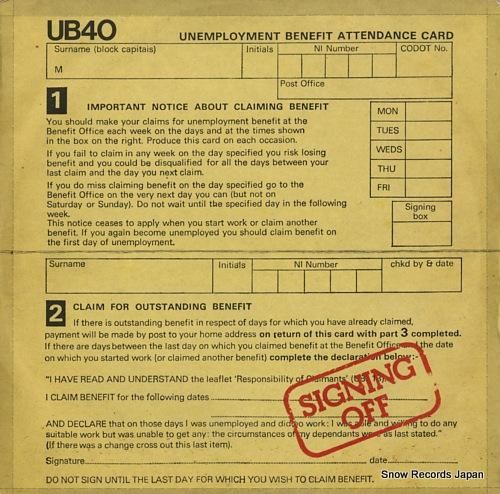 UB40
UNEMPLOYMENT BENEFIT ATTENDANCE CARD
Surname (block capitals) Initials NI Number CODOT No.
M
Post Office
1 IMPORTANT NOTICE ABOUT CLAIMING BENEFIT
You should make your claims for unemployment benefit at the
Benefit Office each week on the days and at the times shown
in the box on the right. Produce this card on each occasion.
If you fail to claim in any week on the day specified you risk losing
benefit and you could be disqualified for all the days between your
last claim and the day you next claim.
If you do miss claiming benefit on the day specified go to the
Benefit Office on the very next day you can (but not on
Saturday or Sunday). Do not wait until the specified day in the following
week.
This notice ceases to apply when you start work or claim another
benefit. If you again become unemployed you should claim benefit on
the first day of unemployment.
MON
TUES
WEDS
THU
FRI
Signing
box
Surname Initials NI Number chkd by & date
2 CLAIM FOR OUTSTANDING BENEFIT
If there is outstanding benefit in respect of days for which you have already claimed,
payment will be made by post to your home address on return of this card with part 3 completed.
If there are days between the last day on which you claimed benefit at the Benefit Office and the date
on which you started work (or claimed another benefit) complete the declaration below:-
"I HAVE READ AND UNDERSTAND the leaflet 'Responsibility of Claimants'
I CLAIM BENEFIT for the following dates
AND DECLARE that on those days I was unemployed and did no work: I was able and willing to do any
suitable work but was unable to get any: the circumstances of my dependants were as last stated."
(If there was a change cross out this last item).
Signature date
DO NOT SIGN UNTIL THE LAST DAY FOR WHICH YOU WISH TO CLAIM BENEFIT.
SIGNING
OFF
Snow Records Japan